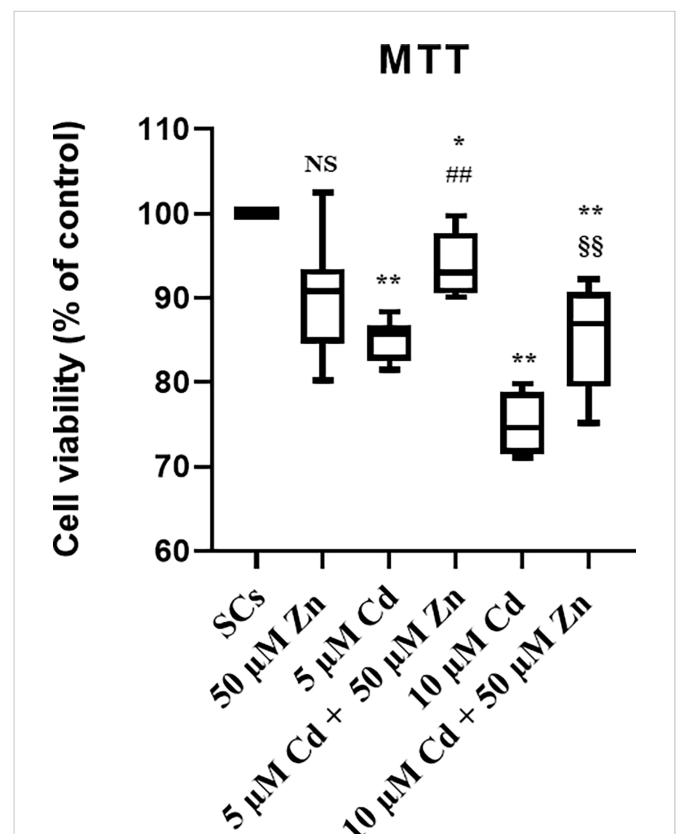 MTT
Cell viability (% of control)
110
100
90
80
70
60
NS
**
*
##
**
**
§§
SCs
50 µM Zn
5 µM Cd
5 µM Cd + 50 µM Zn
10 µM Cd
10 µM Cd + 50 µM Zn